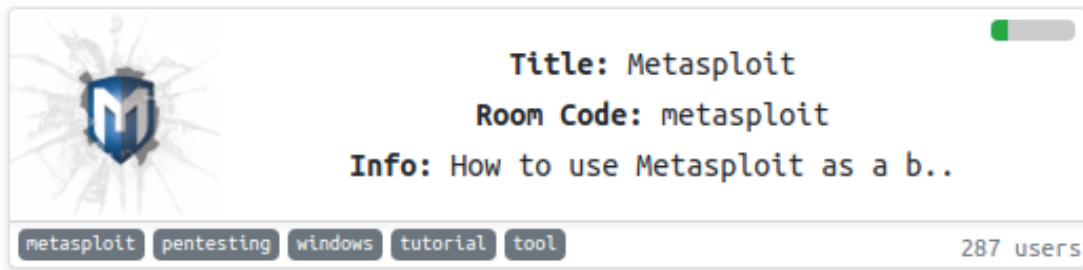 Title: Metasploit
Room Code: metasploit
Info: How to use Metasploit as a b..
metasploit pentesting windows tutorial tool
287 users